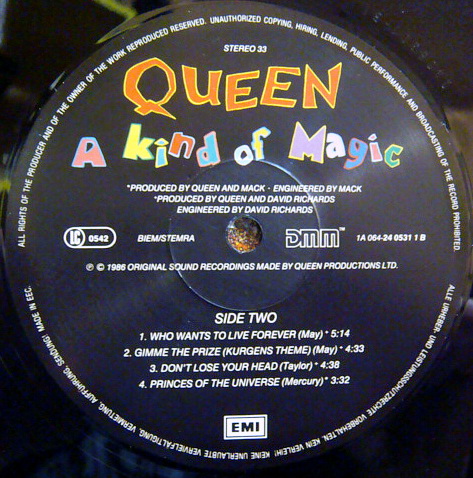 ALL RIGHTS OF THE PRODUCER AND OF THE OWNER OF THE WORK REPRODUCED RESERVED. UNAUTHORIZED COPYING, HIRING, LENDING, PUBLIC PERFORMANCE AND BROADCASTING OF THE RECORD PROHIBITED.
STEREO 33
QUEEN
A kind of Magic
*PRODUCED BY QUEEN AND MACK · ENGINEERED BY MACK
°PRODUCED BY QUEEN AND DAVID RICHARDS
ENGINEERED BY DAVID RICHARDS
LC 0542 BIEM/STEMRA DMM™ 1A 064-24 0531 1 B
℗ © 1986 ORIGINAL SOUND RECORDINGS MADE BY QUEEN PRODUCTIONS LTD.
SIDE TWO
1. WHO WANTS TO LIVE FOREVER (May) ° 5:14
2. GIMME THE PRIZE (KURGENS THEME) (May) * 4:33
3. DON'T LOSE YOUR HEAD (Taylor) ° 4:38
4. PRINCES OF THE UNIVERSE (Mercury) * 3:32
EMI
ALLE URHEBER- UND LEISTUNGSSCHUTZRECHTE VORBEHALTEN KEIN VERLEIH! KEINE UNERLAUBTE VERVIELFÄLTIGUNG, VERMIETUNG, AUFFÜHRUNG, SENDUNG! MADE IN EEC.